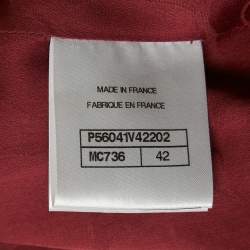 MADE IN FRANCE
FABRIQUE EN FRANCE
P56041V42202
MC736 42